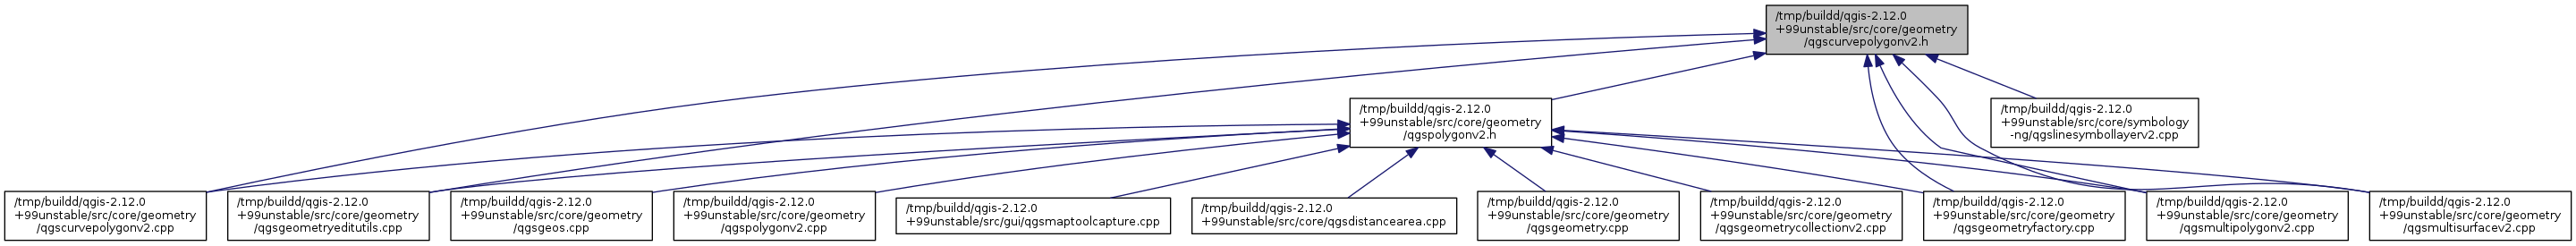 /tmp/buildd/qgis-2.12.0
+99unstable/src/core/geometry
/qgscurvepolygonv2.h
/tmp/buildd/qgis-2.12.0
+99unstable/src/core/geometry
/qgspolygonv2.h
/tmp/buildd/qgis-2.12.0
+99unstable/src/core/symbology
-ng/qgslinesymbollayerv2.cpp
/tmp/buildd/qgis-2.12.0
+99unstable/src/core/geometry
/qgscurvepolygonv2.cpp
/tmp/buildd/qgis-2.12.0
+99unstable/src/core/geometry
/qgsgeometryeditutils.cpp
/tmp/buildd/qgis-2.12.0
+99unstable/src/core/geometry
/qgsgeos.cpp
/tmp/buildd/qgis-2.12.0
+99unstable/src/core/geometry
/qgspolygonv2.cpp
/tmp/buildd/qgis-2.12.0
+99unstable/src/gui/qgsmaptoolcapture.cpp
/tmp/buildd/qgis-2.12.0
+99unstable/src/core/qgsdistancearea.cpp
/tmp/buildd/qgis-2.12.0
+99unstable/src/core/geometry
/qgsgeometry.cpp
/tmp/buildd/qgis-2.12.0
+99unstable/src/core/geometry
/qgsgeometrycollectionv2.cpp
/tmp/buildd/qgis-2.12.0
+99unstable/src/core/geometry
/qgsgeometryfactory.cpp
/tmp/buildd/qgis-2.12.0
+99unstable/src/core/geometry
/qgsmultipolygonv2.cpp
/tmp/buildd/qgis-2.12.0
+99unstable/src/core/geometry
/qgsmultisurfacev2.cpp